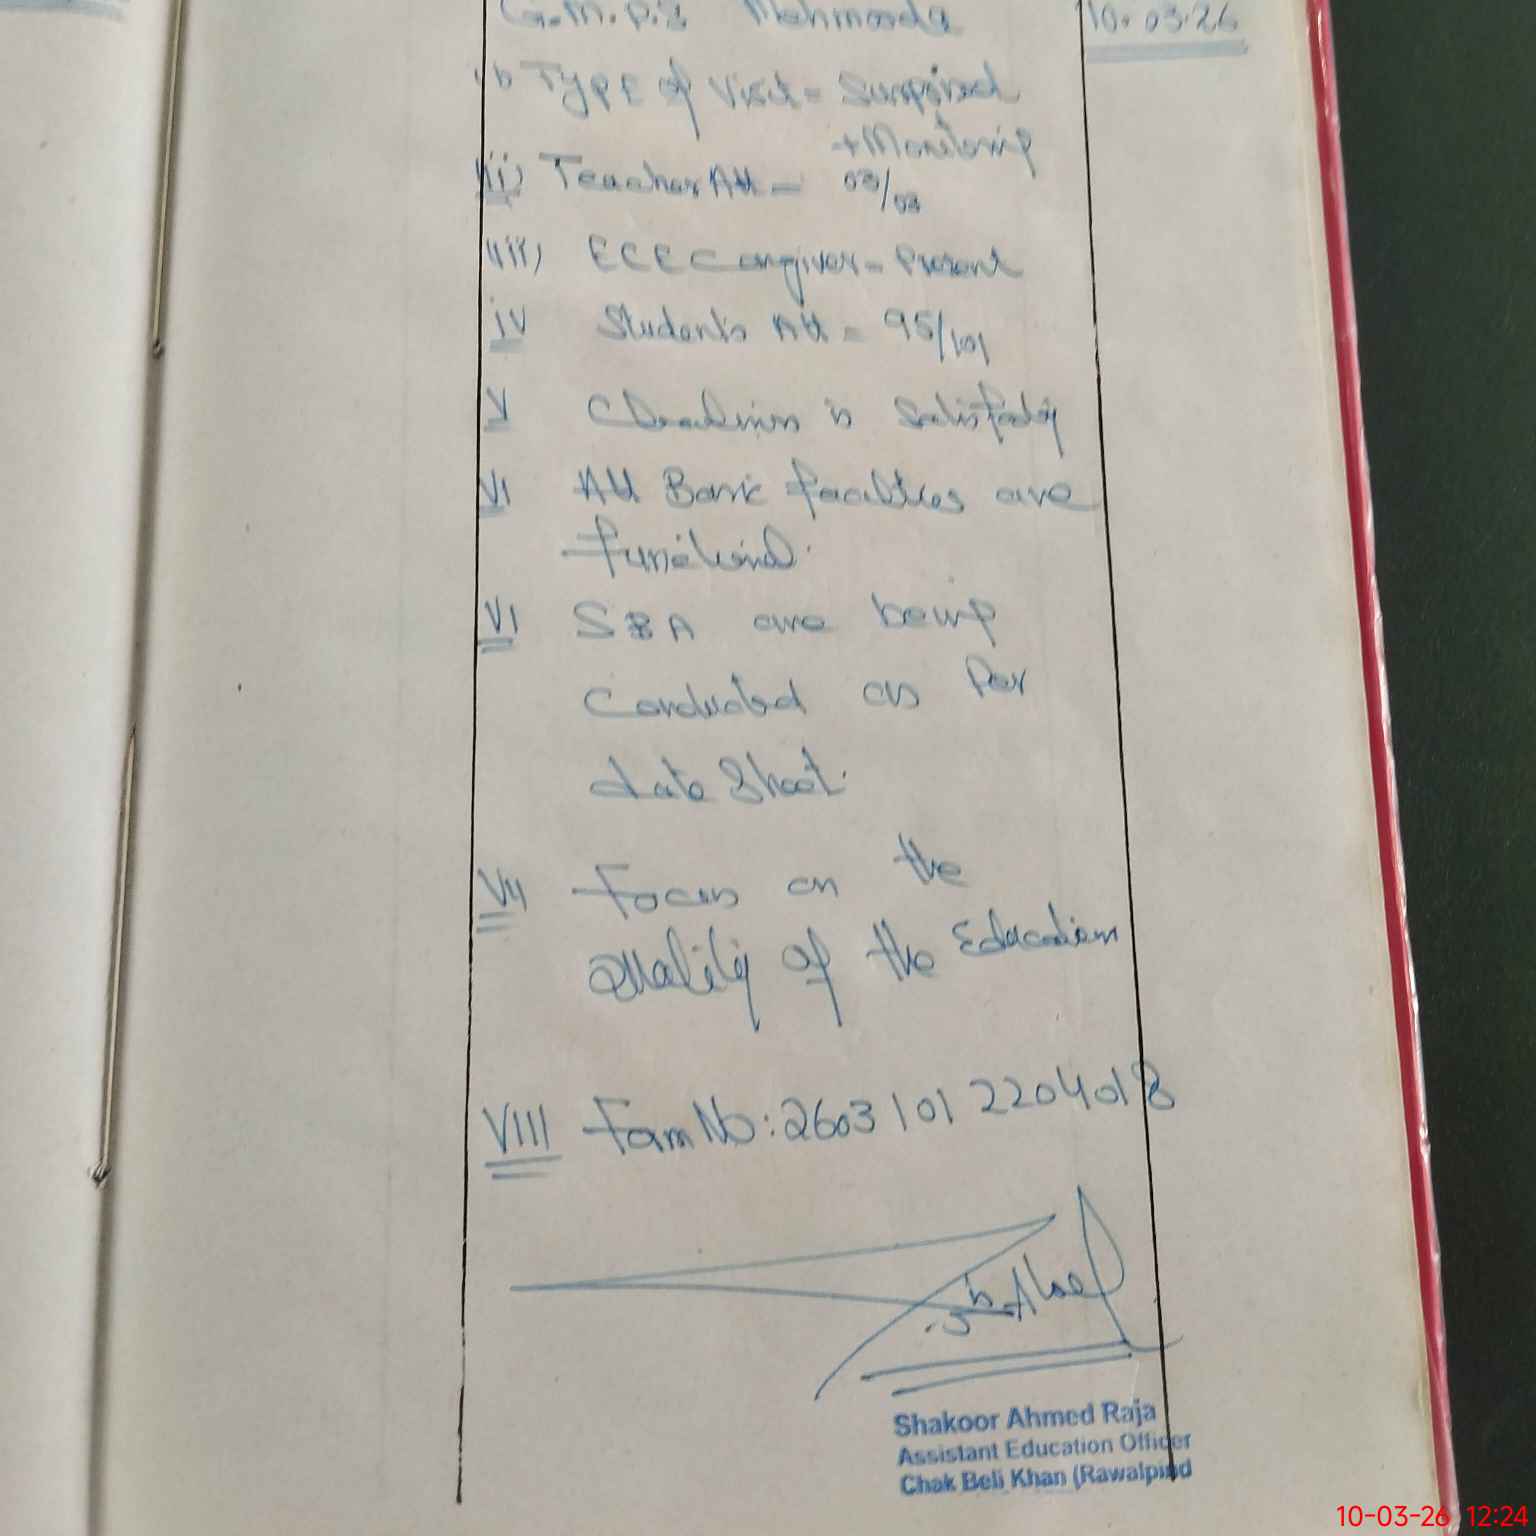 G.M.P.S Mohmooda 10.03.26
i) Type of Visit = Surprised
+ Monitoring
ii) Teacher Att = 03/03
iii) ECE Caregiver = Present
iv Students Att = 95/101
V Cleanliness is Satisfactory
VI All Basic facilities are
functional.
VI SBA are being
Conducted as Per
date Sheet.
VII Focus on the
Quality of the Education
VIII Form No: 2603101 2204018
Shakoor Ahmed Raja
Assistant Education Officer
Chak Beli Khan (Rawalpind
10-03-26 12:24